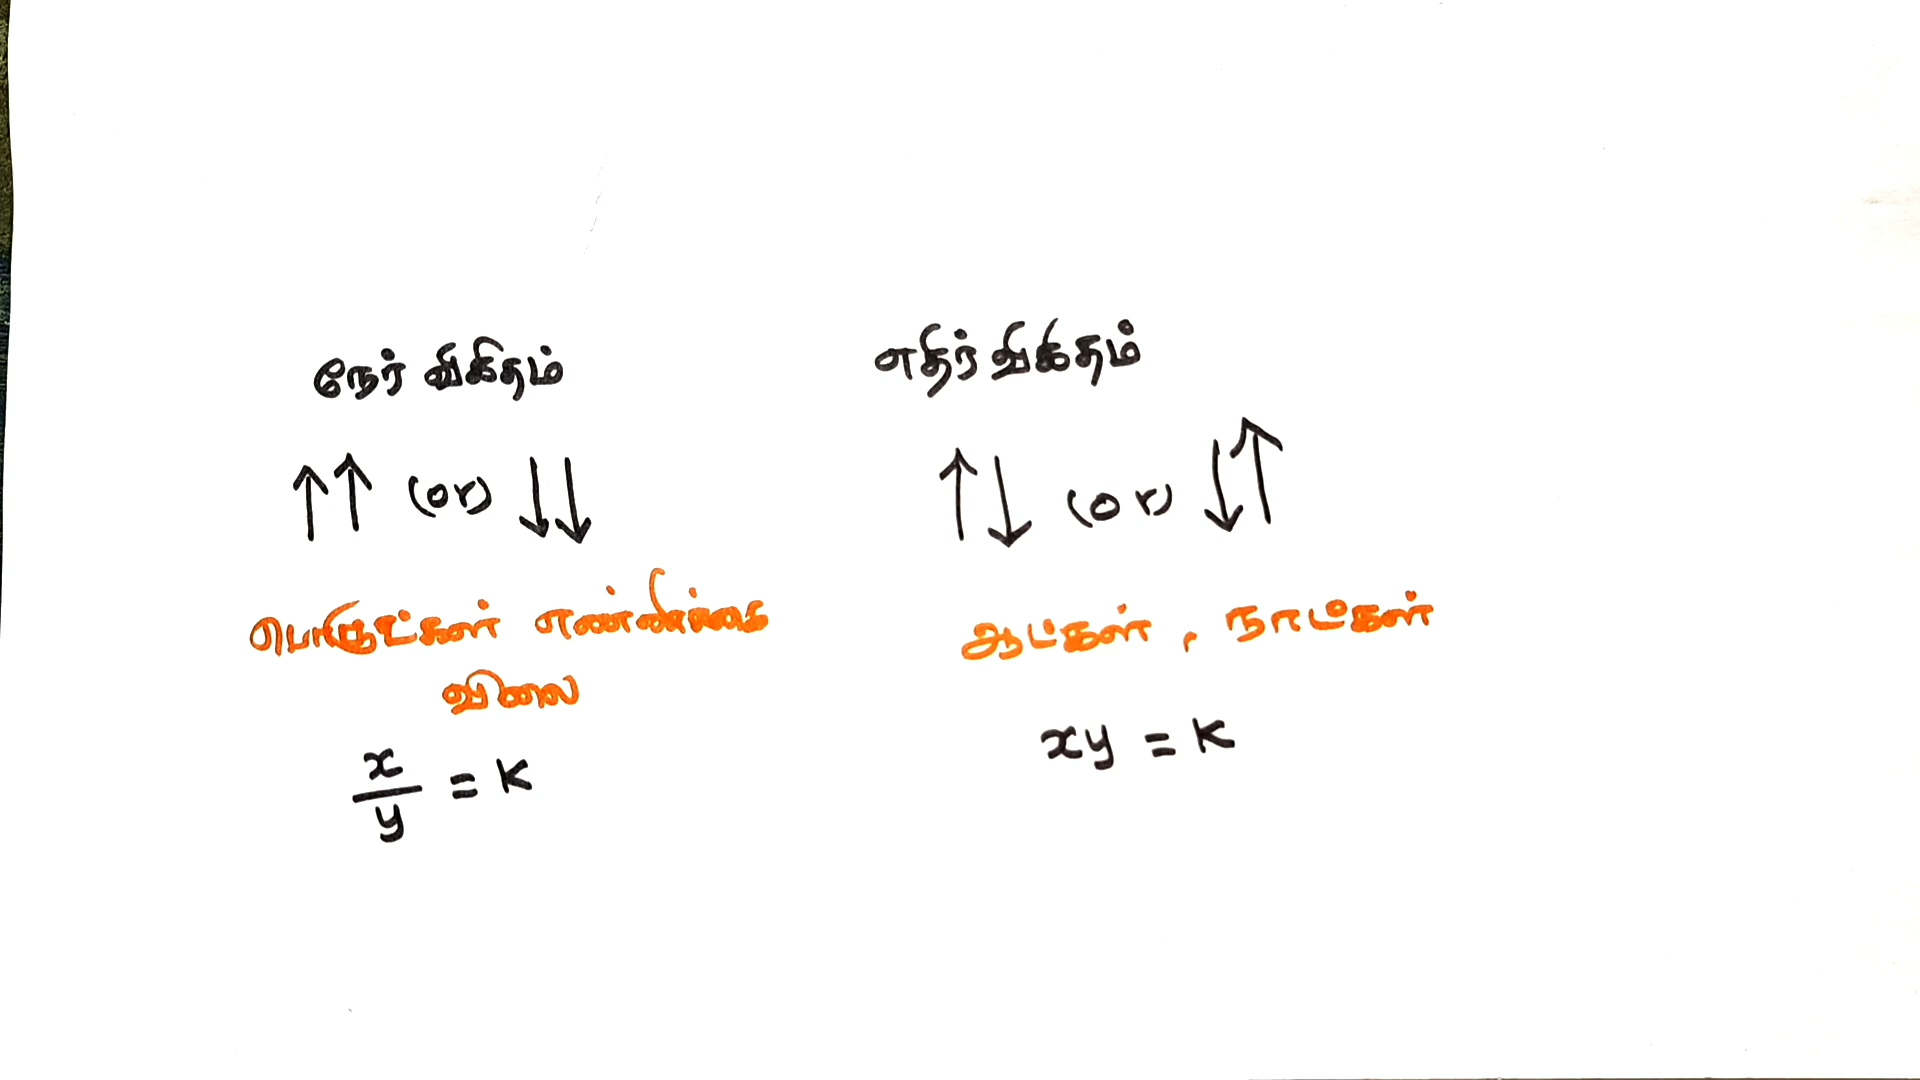 நேர் விகிதம்
↑↑ (or) ↓↓
பொருட்கள் எண்ணிக்கை
விலை
x/y = K
எதிர் விகிதம்
↑↓ (or) ↓↑
ஆட்கள் , நாட்கள்
xy = K